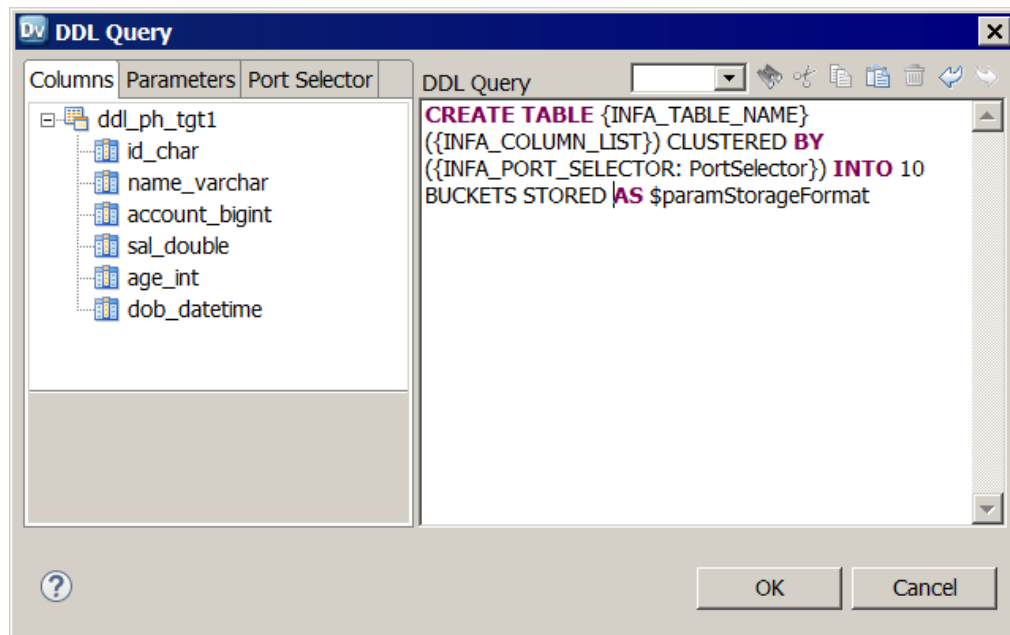 Dv DDL Query
Columns Parameters Port Selector
DDL Query
ddl_ph_tgt1
id_char
name_varchar
account_bigint
sal_double
age_int
dob_datetime
CREATE TABLE {INFA_TABLE_NAME}
({INFA_COLUMN_LIST}) CLUSTERED BY
({INFA_PORT_SELECTOR: PortSelector}) INTO 10
BUCKETS STORED AS $paramStorageFormat
?
OK
Cancel